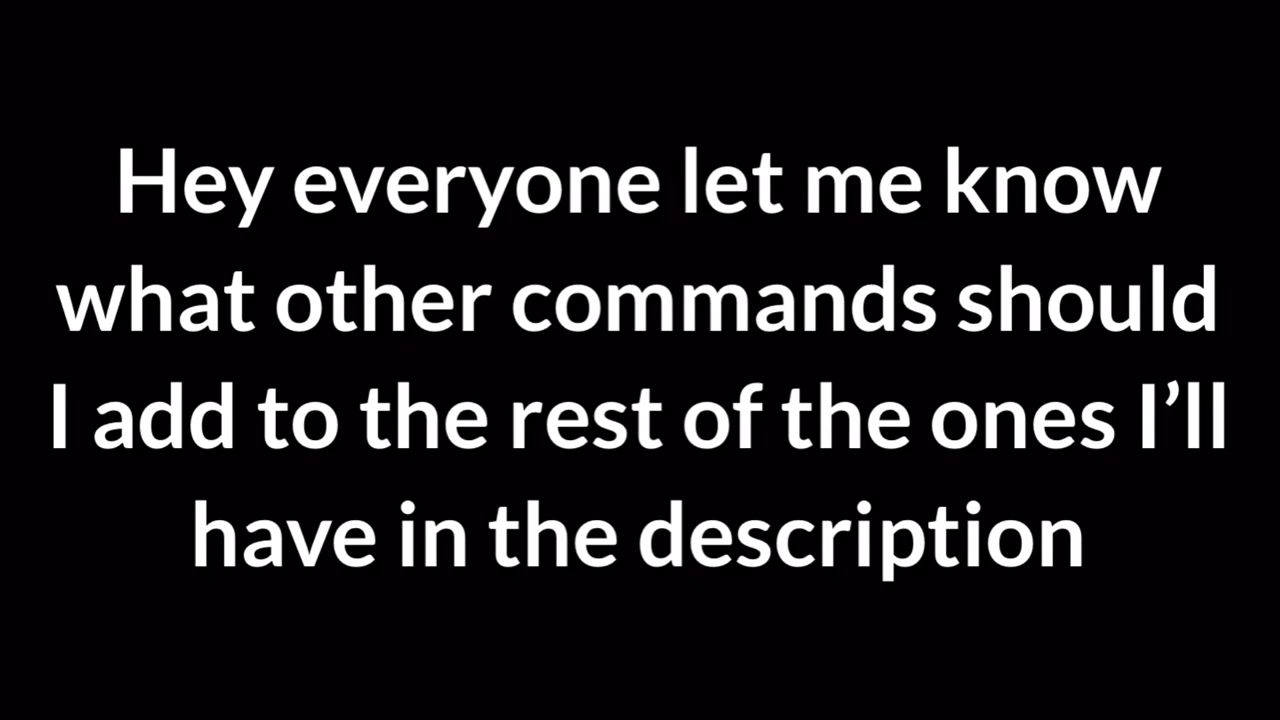 Hey everyone let me know
what other commands should
I add to the rest of the ones I’ll
have in the description